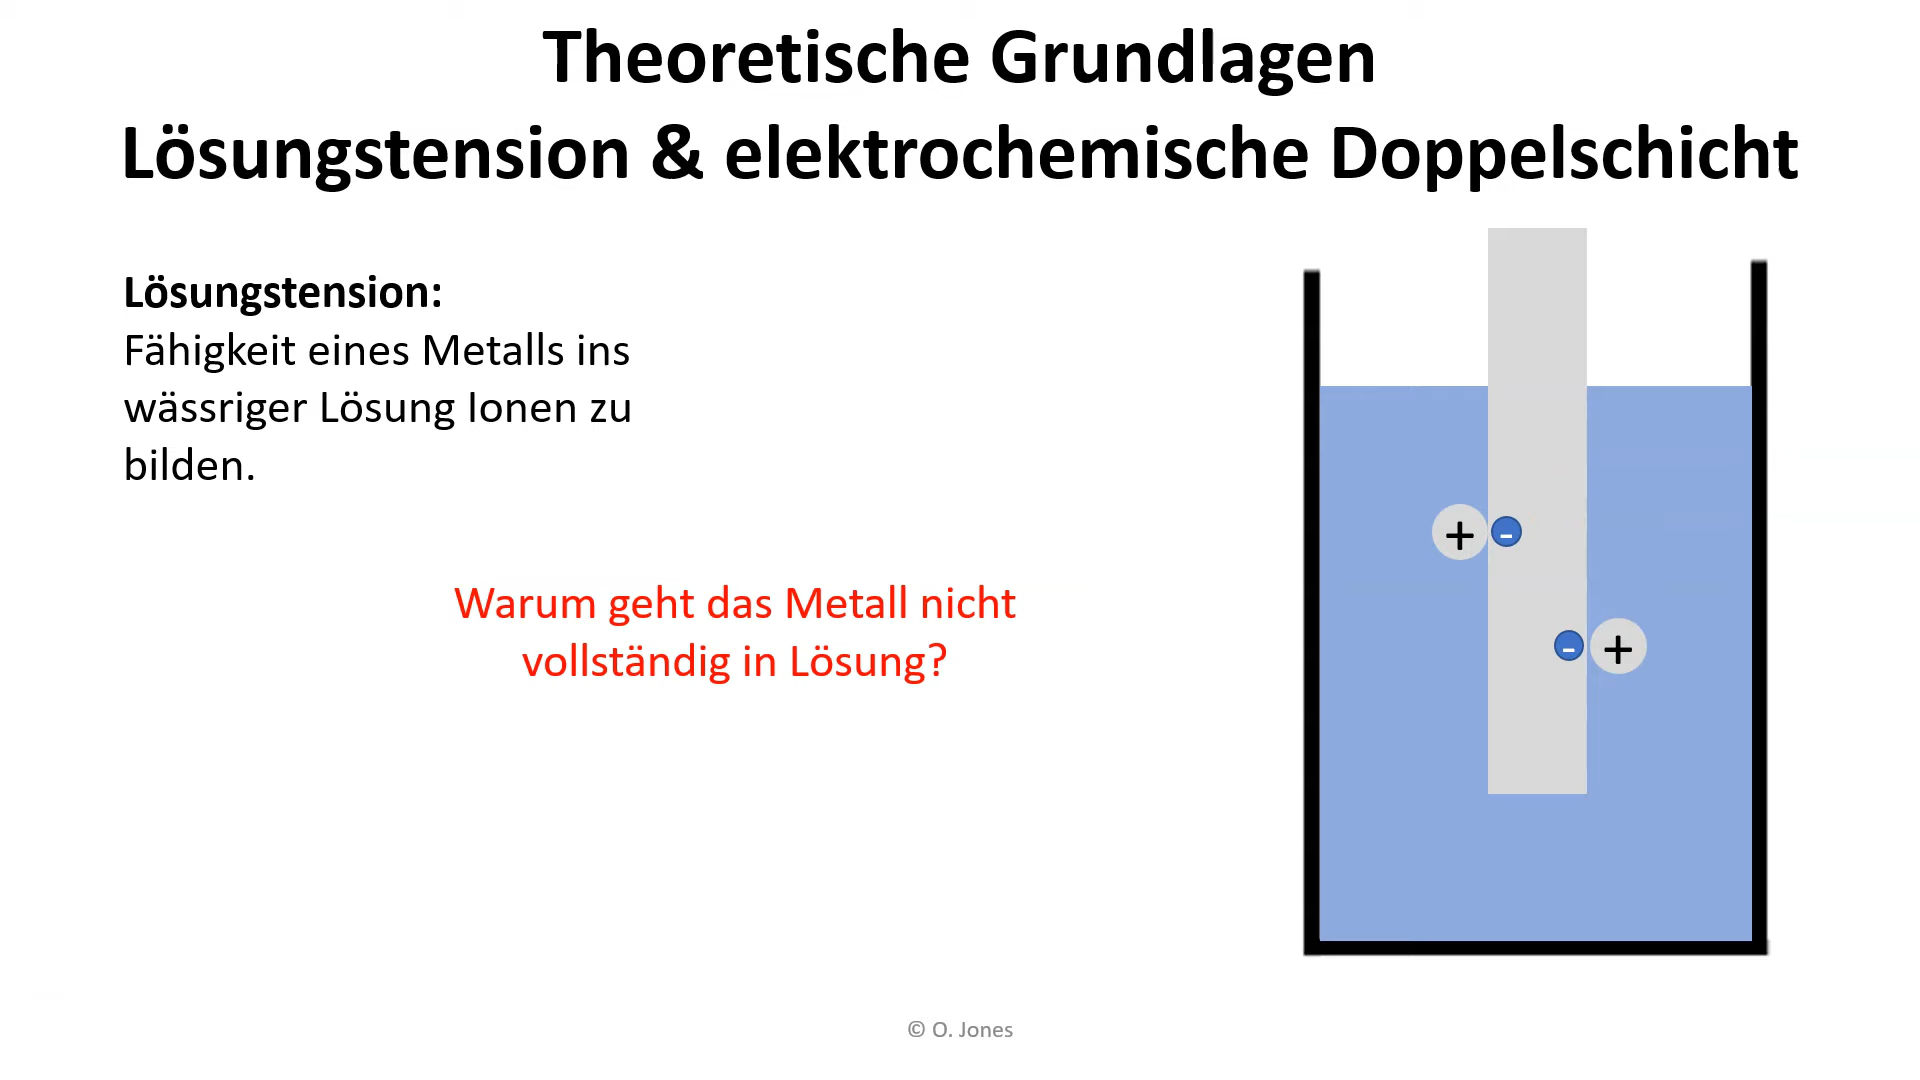 Theoretische Grundlagen
Lösungstension & elektrochemische Doppelschicht
Lösungstension:
Fähigkeit eines Metalls ins
wässriger Lösung Ionen zu
bilden.
+ -
Warum geht das Metall nicht
vollständig in Lösung?
- +
© O. Jones